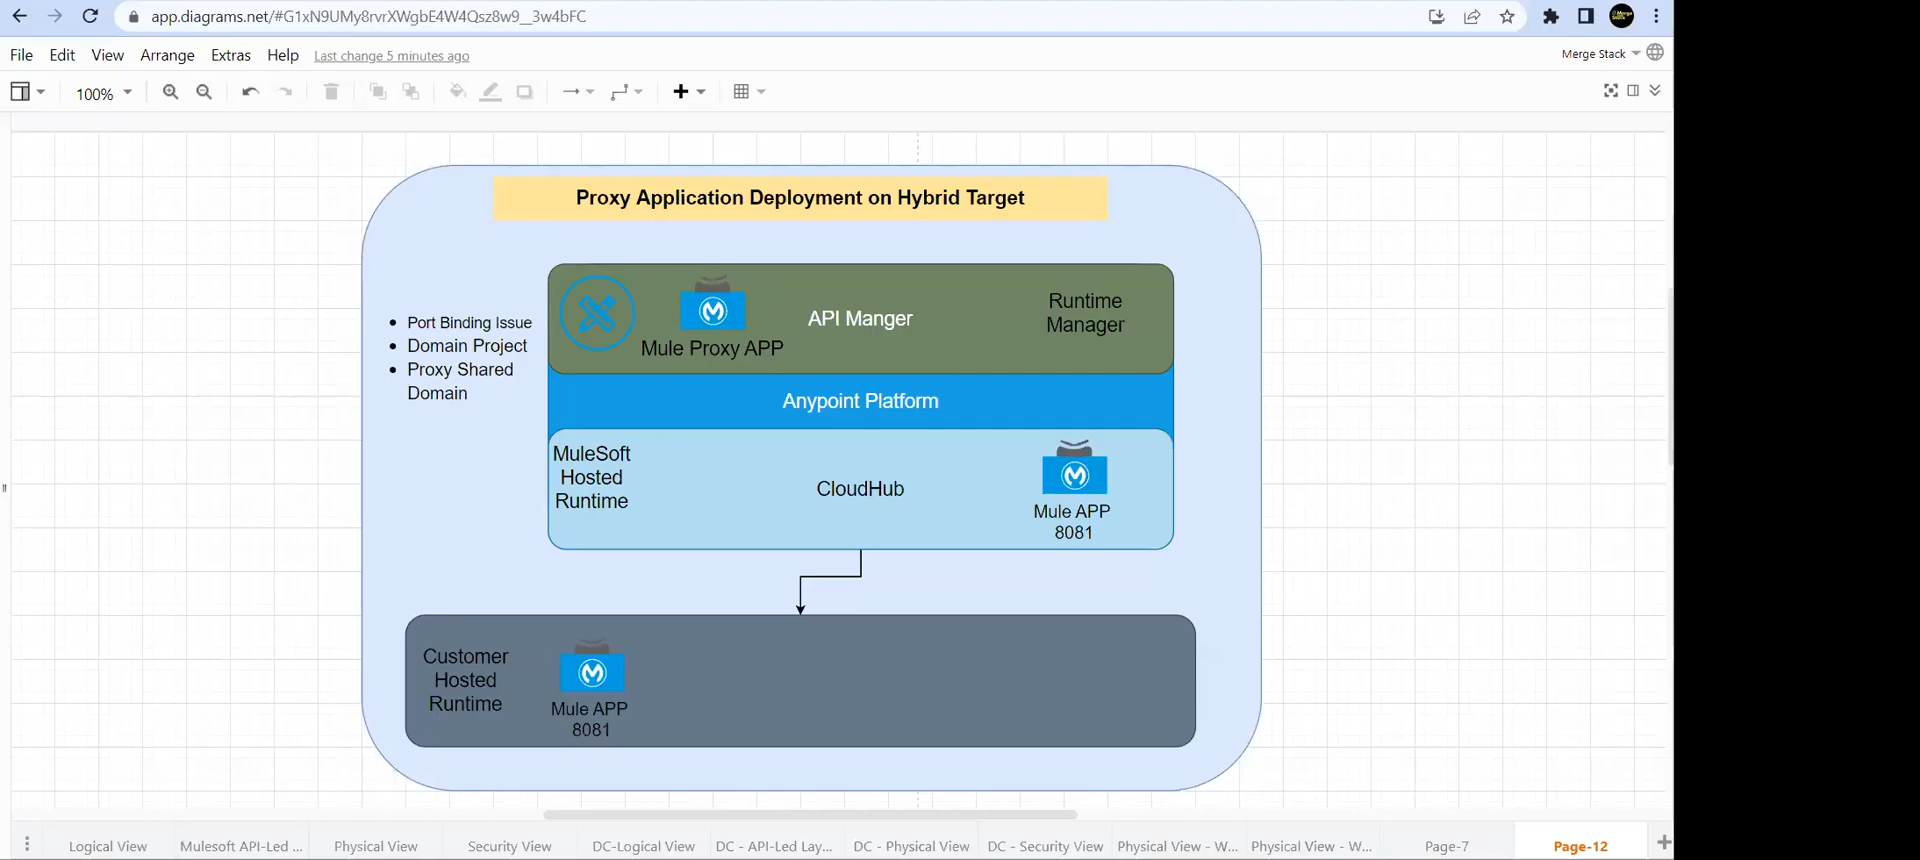 app.diagrams.net/#G1xN9UMy8rvrXWgbE4W4Qsz8w9__3w4bFC
File Edit View Arrange Extras Help Last change 5 minutes ago
Merge Stack
100%
Proxy Application Deployment on Hybrid Target
Port Binding Issue
Domain Project
Proxy Shared
Domain
Mule Proxy APP
API Manger
Runtime
Manager
Anypoint Platform
MuleSoft
Hosted
Runtime
CloudHub
Mule APP
8081
Customer
Hosted
Runtime
Mule APP
8081
Logical View Mulesoft API-Led ... Physical View Security View DC-Logical View DC - API-Led Lay... DC - Physical View DC - Security View Physical View - W... Physical View - W... Page-7 Page-12